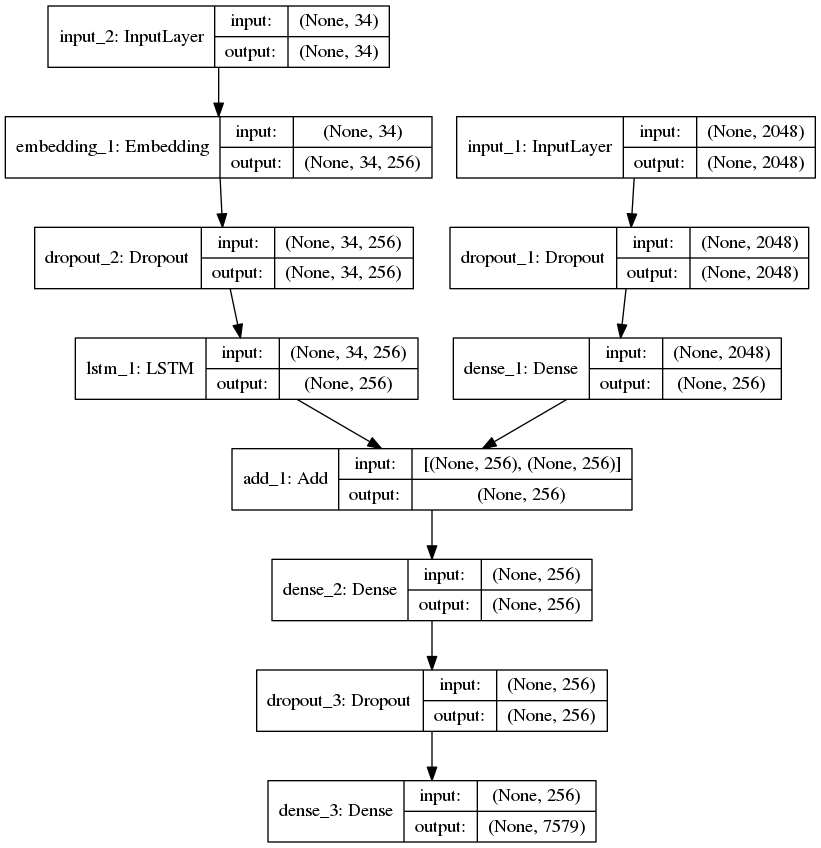 input_2: InputLayer
input:
(None, 34)
output:
(None, 34)
embedding_1: Embedding
input:
(None, 34)
output:
(None, 34, 256)
input_1: InputLayer
input:
(None, 2048)
output:
(None, 2048)
dropout_2: Dropout
input:
(None, 34, 256)
output:
(None, 34, 256)
dropout_1: Dropout
input:
(None, 2048)
output:
(None, 2048)
lstm_1: LSTM
input:
(None, 34, 256)
output:
(None, 256)
dense_1: Dense
input:
(None, 2048)
output:
(None, 256)
add_1: Add
input:
[(None, 256), (None, 256)]
output:
(None, 256)
dense_2: Dense
input:
(None, 256)
output:
(None, 256)
dropout_3: Dropout
input:
(None, 256)
output:
(None, 256)
dense_3: Dense
input:
(None, 256)
output:
(None, 7579)